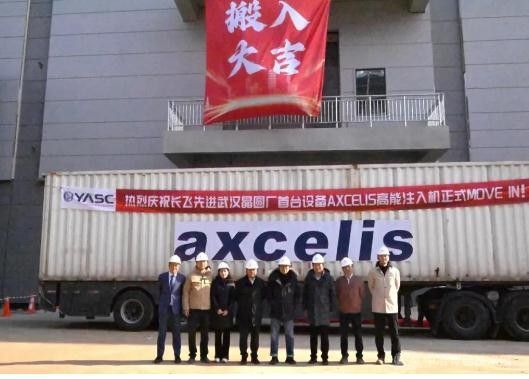 搬入
大吉
YASC 热烈庆祝长飞先进武汉晶圆厂首台设备AXCELIS高能注入机正式MOVE IN!
axcelis